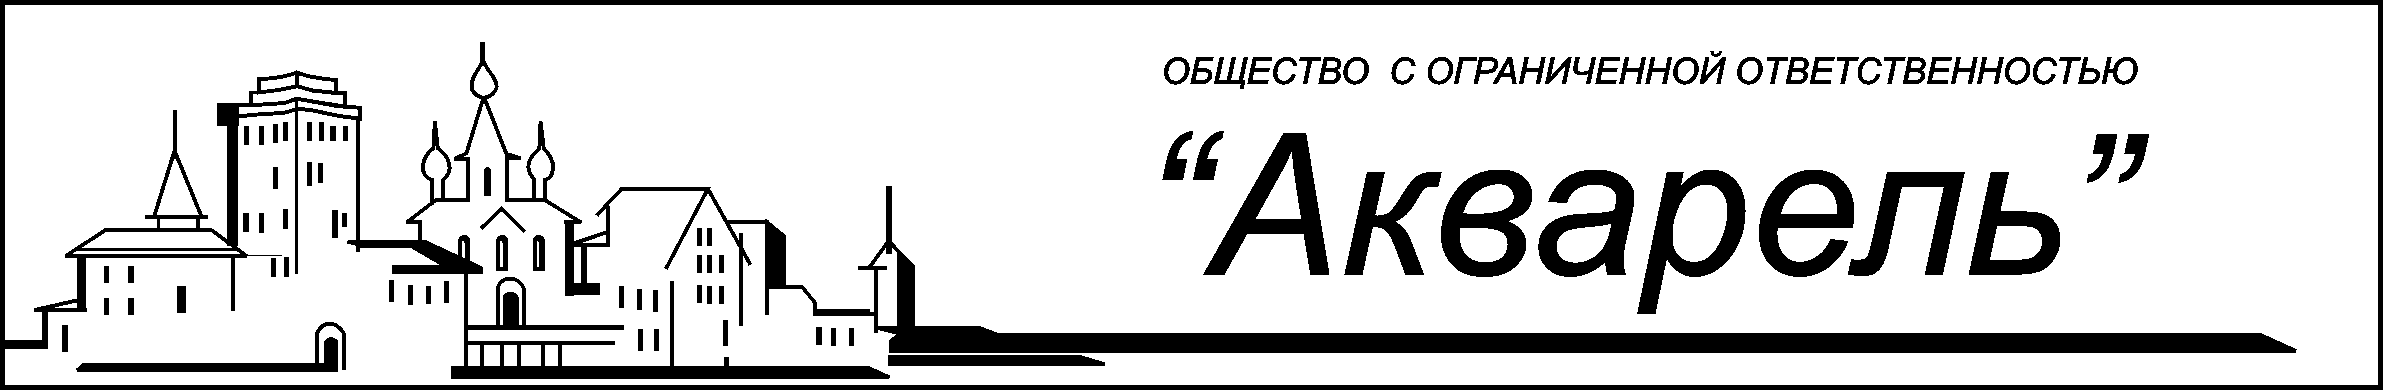 ОБЩЕСТВО С ОГРАНИЧЕННОЙ ОТВЕТСТВЕННОСТЬЮ
“Акварель”